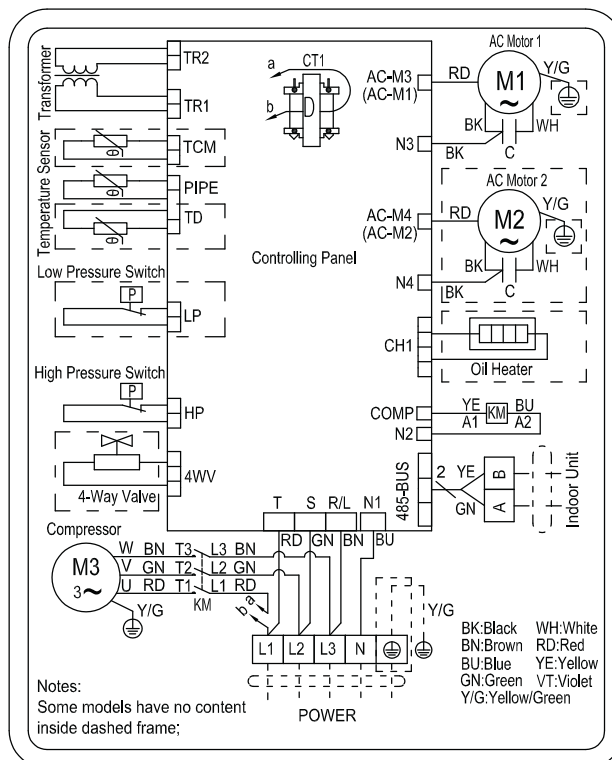 Transformer
TR2
TR1
Temperature Sensor
θ
TCM
θ
PIPE
θ
TD
Low Pressure Switch
P
LP
High Pressure Switch
P
HP
4WV
4-Way Valve
CT1
a
b
D
Controlling Panel
AC Motor 1
AC-M3
(AC-M1)
RD
M1
~
Y/G
BK
WH
N3
BK
C
AC Motor 2
AC-M4
(AC-M2)
RD
M2
~
Y/G
BK
WH
N4
BK
C
CH1
Oil Heater
COMP
YE
KM
BU
A1
A2
N2
485-BUS
2
YE
GN
B
A
Indoor Unit
T
S
R/L
N1
RD
GN
BN
BU
Compressor
M3
3~
W BN T3 L3 BN
V GN T2 L2 GN
U RD T1 L1 RD
KM
Y/G
a
b
L1 L2 L3 N
Y/G
POWER
Notes:
Some models have no content
inside dashed frame;
BK:Black WH:White
BN:Brown RD:Red
BU:Blue YE:Yellow
GN:Green VT:Violet
Y/G:Yellow/Green